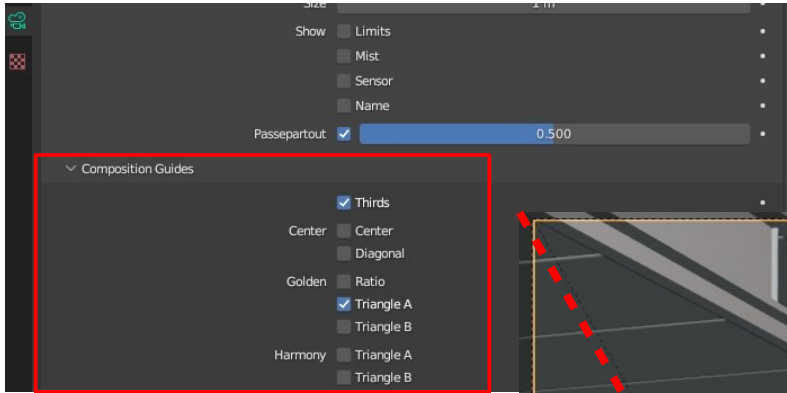 Size 1 m
Show Limits
Mist
Sensor
Name
Passepartout 0.500
Composition Guides
Thirds
Center Center
Diagonal
Golden Ratio
Triangle A
Triangle B
Harmony Triangle A
Triangle B